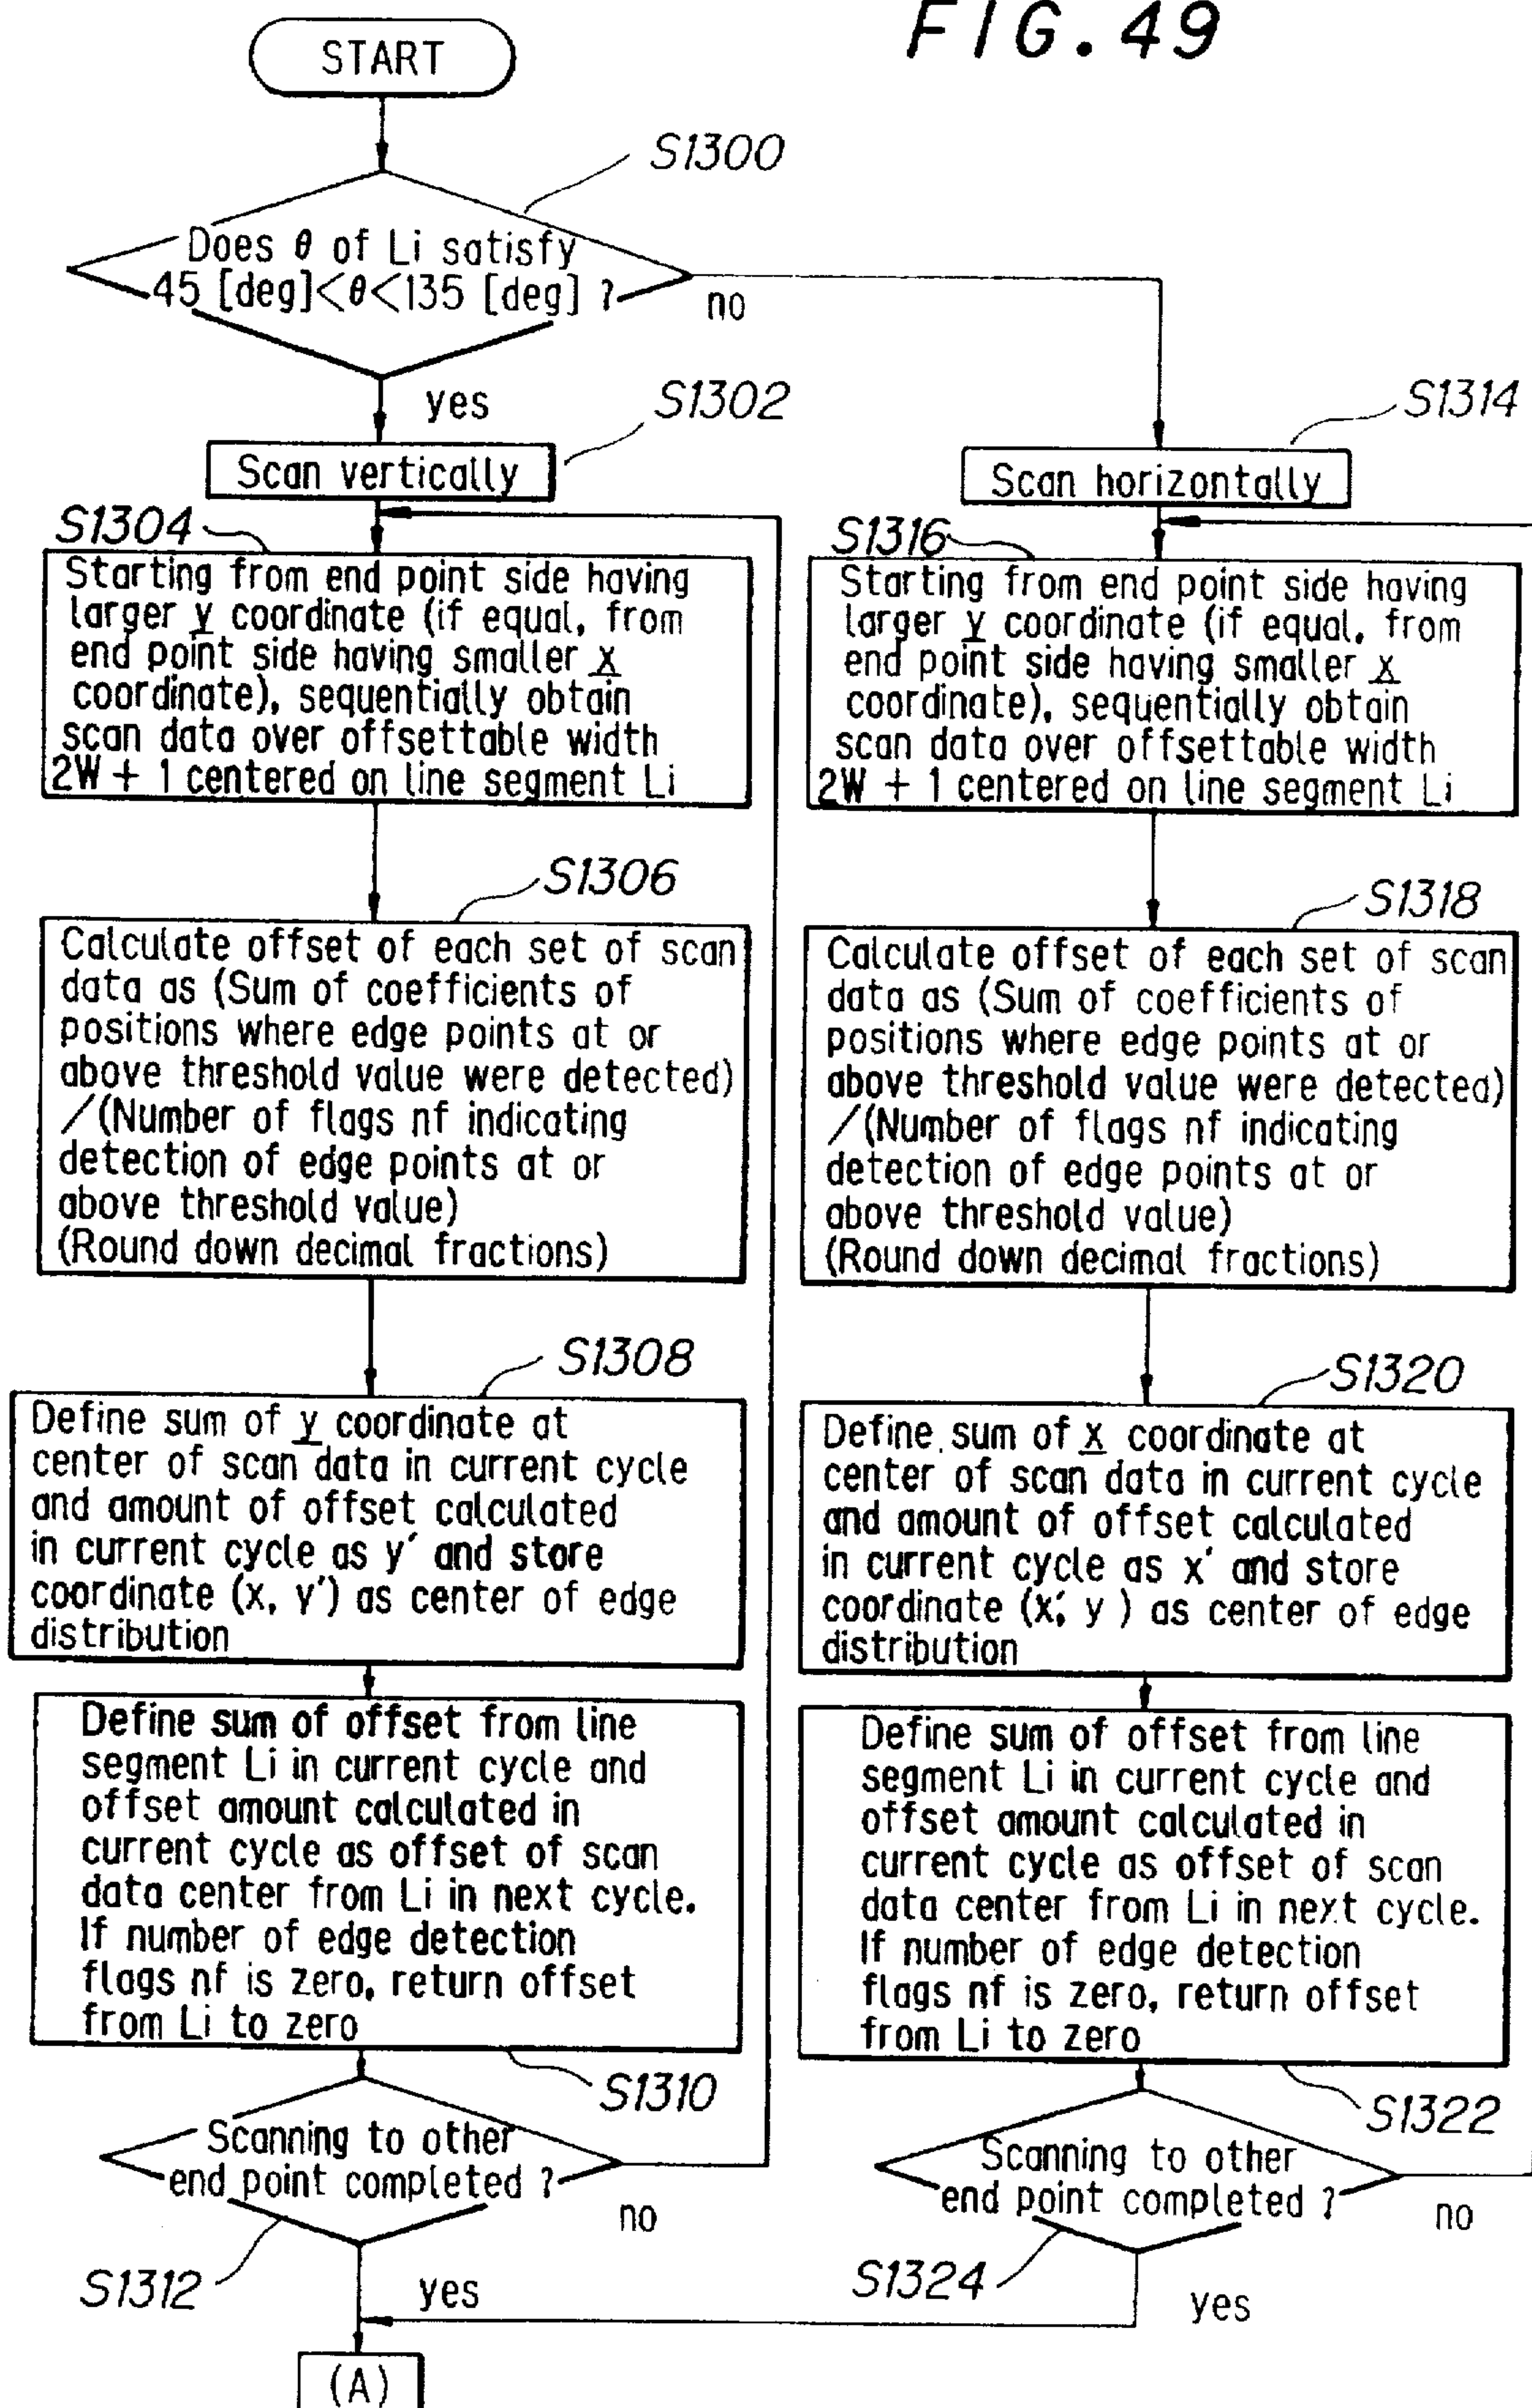 FIG. 49
START
S1300
Does θ of Li satisfy
45 [deg]<θ<135 [deg] ?
no
yes
S1302
Scan vertically
S1304
Starting from end point side having
larger y coordinate (if equal, from
end point side having smaller x
coordinate), sequentially obtain
scan data over offsettable width
2W + 1 centered on line segment Li
S1306
Calculate offset of each set of scan
data as (Sum of coefficients of
positions where edge points at or
above threshold value were detected)
/(Number of flags nf indicating
detection of edge points at or
above threshold value)
(Round down decimal fractions)
S1308
Define sum of y coordinate at
center of scan data in current cycle
and amount of offset calculated
in current cycle as y' and store
coordinate (x, y') as center of edge
distribution
Define sum of offset from line
segment Li in current cycle and
offset amount calculated in
current cycle as offset of scan
data center from Li in next cycle.
If number of edge detection
flags nf is zero, return offset
from Li to zero
S1310
Scanning to other
end point completed ?
no
S1312
yes
(A)
S1314
Scan horizontally
S1316
Starting from end point side having
larger y coordinate (if equal, from
end point side having smaller x
coordinate), sequentially obtain
scan data over offsettable width
2W + 1 centered on line segment Li
S1318
Calculate offset of each set of scan
data as (Sum of coefficients of
positions where edge points at or
above threshold value were detected)
/(Number of flags nf indicating
detection of edge points at or
above threshold value)
(Round down decimal fractions)
S1320
Define sum of x coordinate at
center of scan data in current cycle
and amount of offset calculated
in current cycle as x' and store
coordinate (x', y ) as center of edge
distribution
Define sum of offset from line
segment Li in current cycle and
offset amount calculated in
current cycle as offset of scan
data center from Li in next cycle.
If number of edge detection
flags nf is zero, return offset
from Li to zero
S1322
Scanning to other
end point completed ?
no
S1324
yes